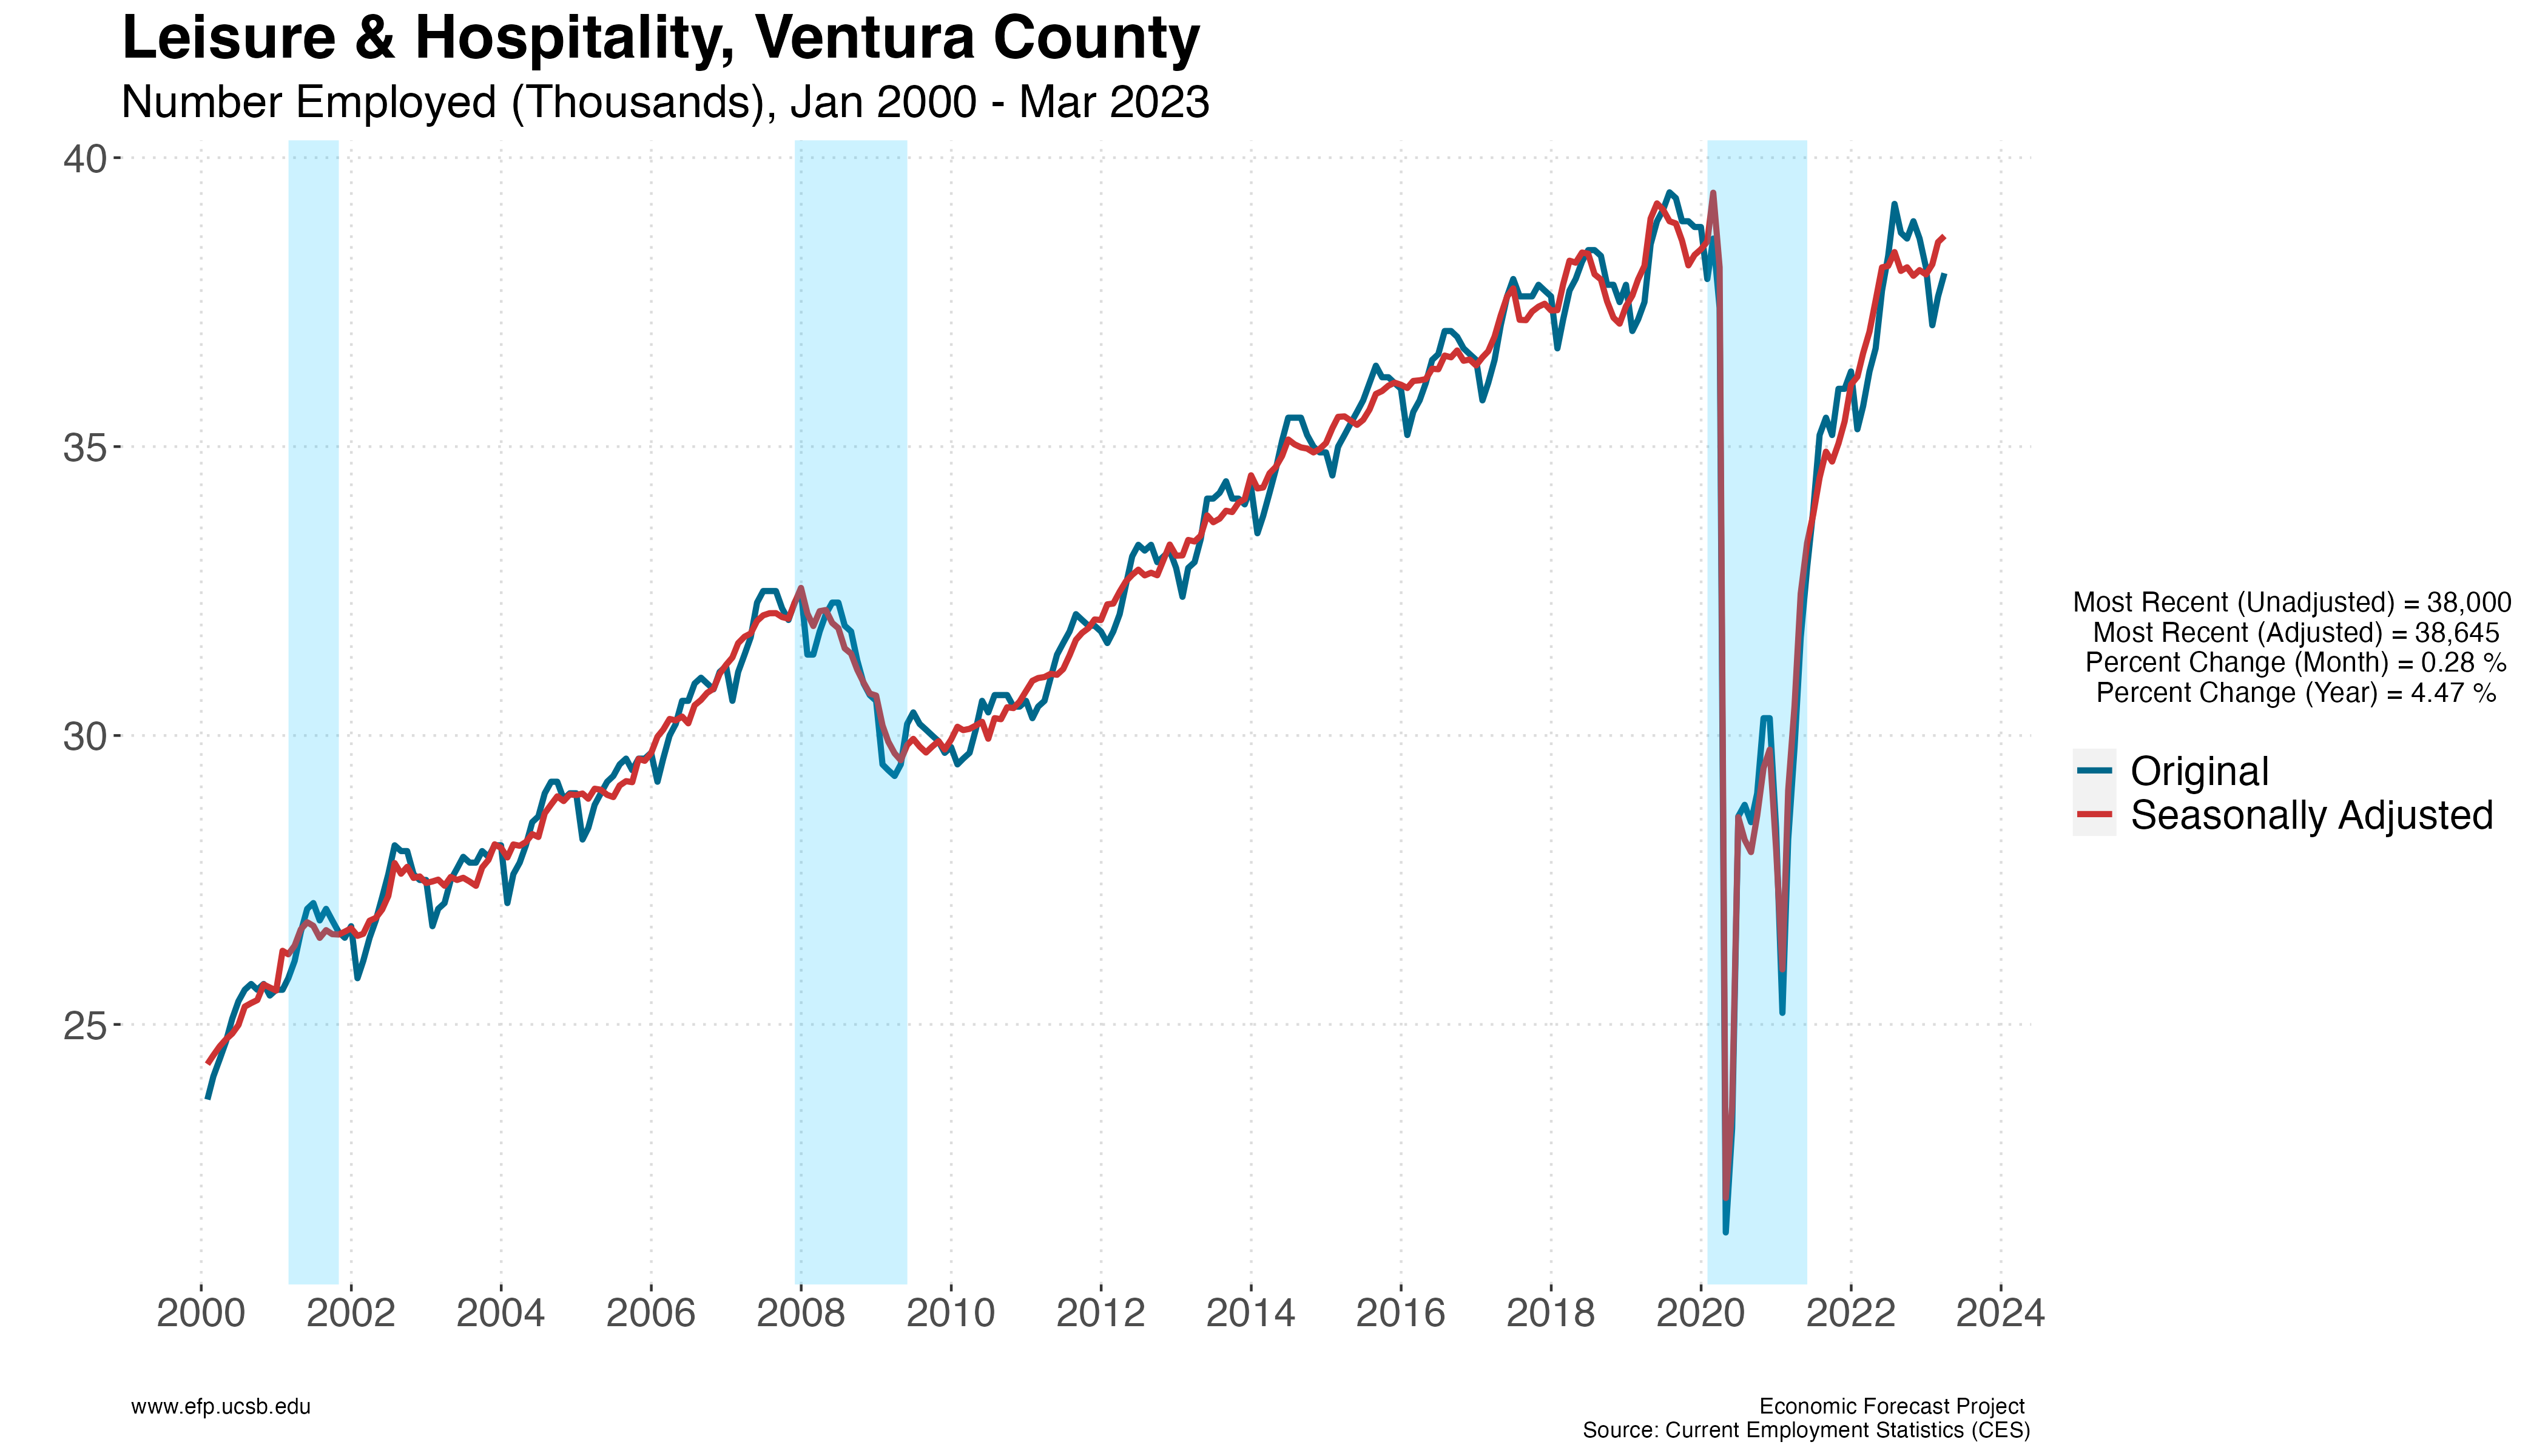 Leisure & Hospitality, Ventura County
Number Employed (Thousands), Jan 2000 - Mar 2023
40
35
30
25
2000 2002 2004 2006 2008 2010 2012 2014 2016 2018 2020 2022 2024
Most Recent (Unadjusted) = 38,000
Most Recent (Adjusted) = 38,645
Percent Change (Month) = 0.28 %
Percent Change (Year) = 4.47 %
Original
Seasonally Adjusted
www.efp.ucsb.edu
Economic Forecast Project
Source: Current Employment Statistics (CES)